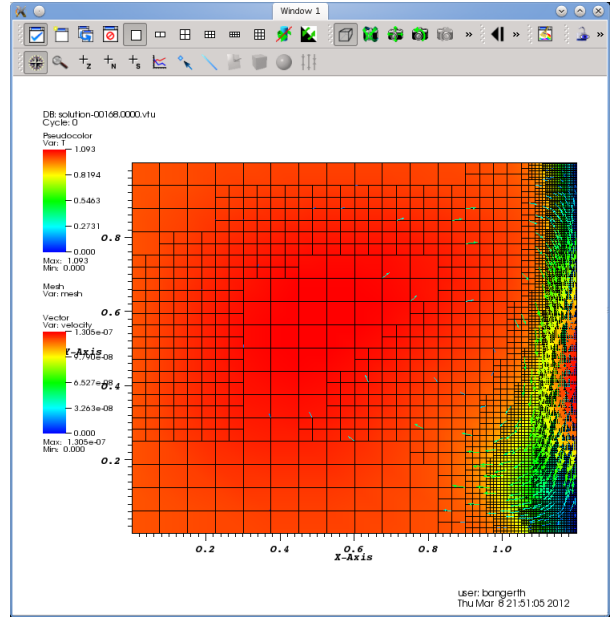 Window 1
DB: solution-00168.0000.vtu
Cycle: 0
Pseudocolor
Var: T
1.093
0.8194
0.5463
0.2731
0.000
Max: 1.093
Min: 0.000
Mesh
Var: mesh
Vector
Var: velocity
1.305e-07
6.527e-08
3.263e-08
0.000
Max: 1.305e-07
Min: 0.000
0.8
0.6
0.4
0.2
0.2 0.4 0.6 0.8 1.0
X-Axis
user: bangerth
Thu Mar 8 21:51:05 2012